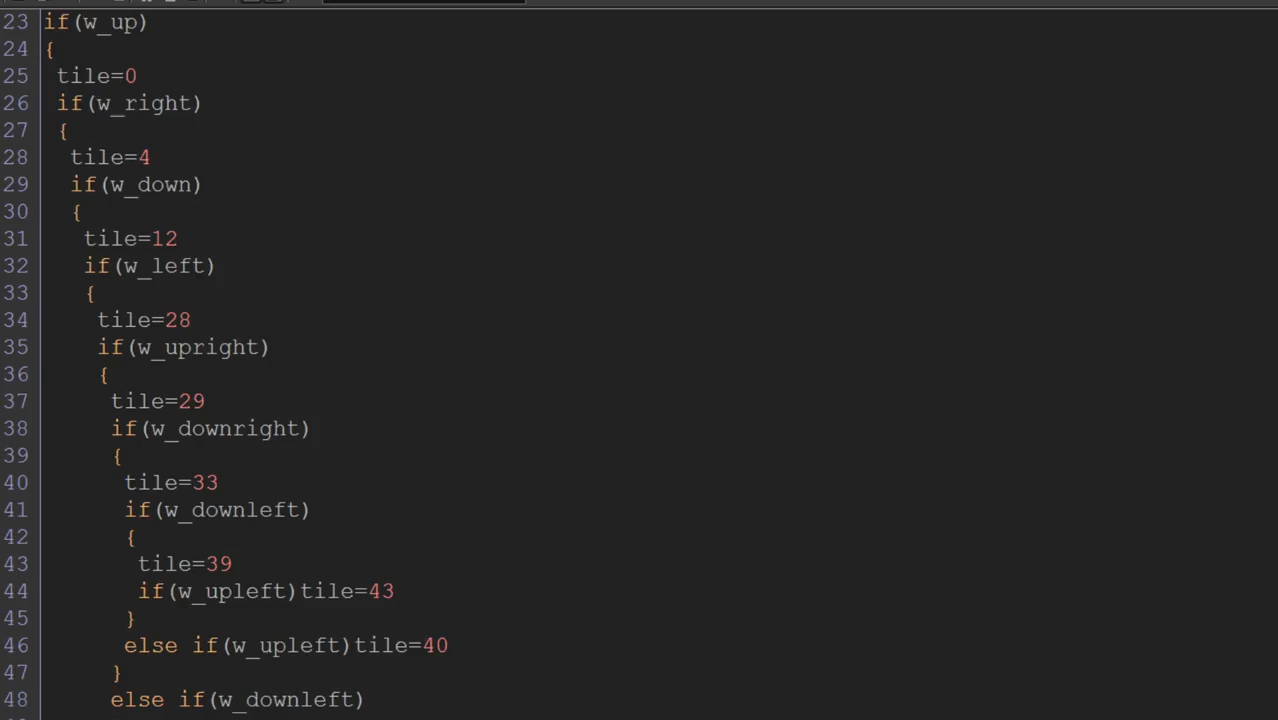 23 if(w_up)
24 {
25 tile=0
26 if(w_right)
27 {
28 tile=4
29 if(w_down)
30 {
31 tile=12
32 if(w_left)
33 {
34 tile=28
35 if(w_upright)
36 {
37 tile=29
38 if(w_downright)
39 {
40 tile=33
41 if(w_downleft)
42 {
43 tile=39
44 if(w_upleft)tile=43
45 }
46 else if(w_upleft)tile=40
47 }
48 else if(w_downleft)